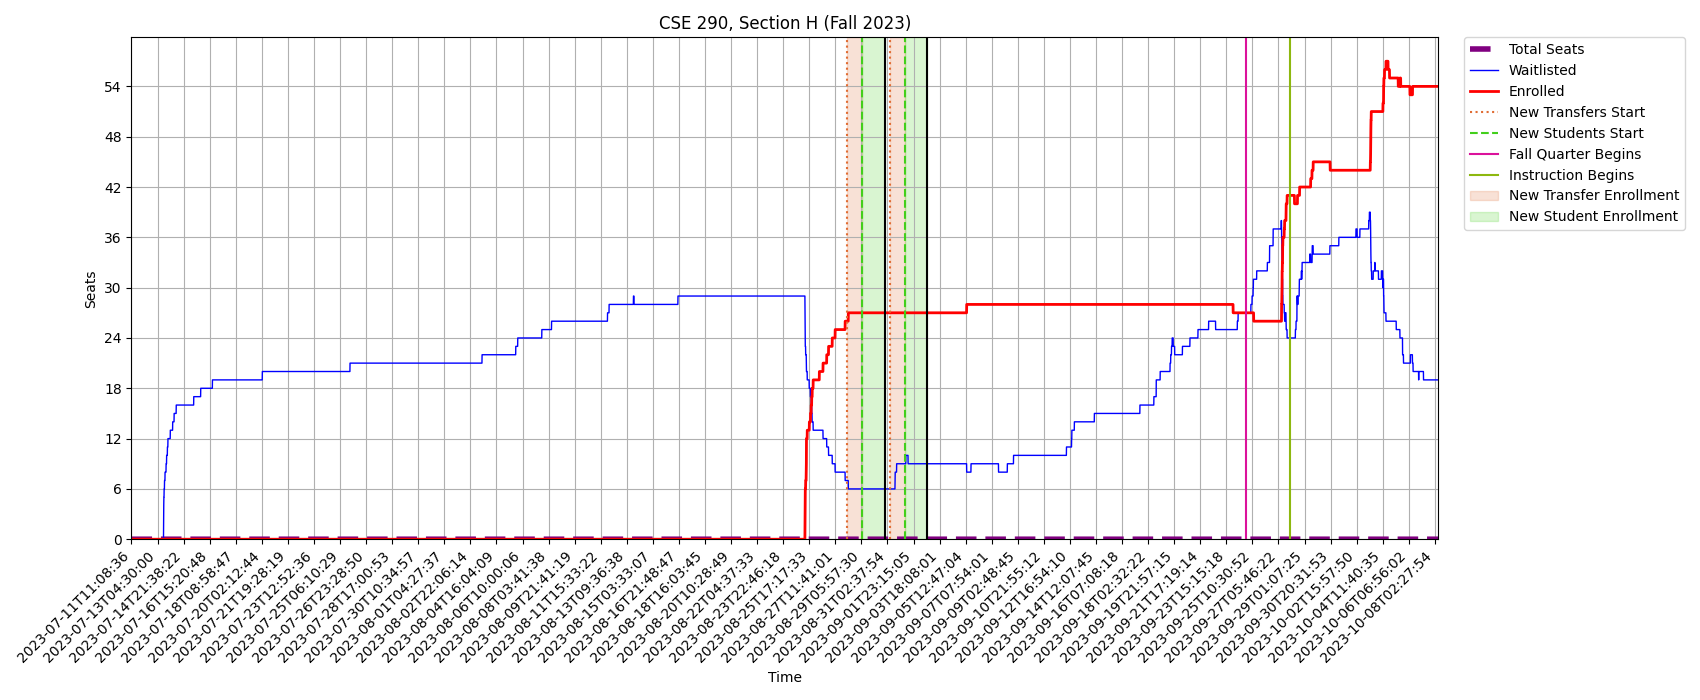 CSE 290, Section H (Fall 2023)
Total Seats
Waitlisted
Enrolled
New Transfers Start
New Students Start
Fall Quarter Begins
Instruction Begins
New Transfer Enrollment
New Student Enrollment
Seats
54
48
42
36
30
24
18
12
6
0
2023-07-11T11:08:36
2023-07-13T04:30:00
2023-07-14T21:38:22
2023-07-16T15:20:48
2023-07-18T08:58:47
2023-07-20T02:12:44
2023-07-21T19:28:19
2023-07-23T12:52:36
2023-07-25T06:10:29
2023-07-26T23:28:50
2023-07-28T17:00:53
2023-07-30T10:34:57
2023-08-01T04:27:37
2023-08-02T22:06:14
2023-08-04T16:04:09
2023-08-06T10:00:06
2023-08-08T03:41:38
2023-08-09T21:41:19
2023-08-11T15:33:22
2023-08-13T09:36:38
2023-08-15T03:33:07
2023-08-16T21:48:47
2023-08-18T16:03:45
2023-08-20T10:28:49
2023-08-22T04:37:33
2023-08-23T22:46:18
2023-08-25T17:17:33
2023-08-27T11:41:01
2023-08-29T05:57:30
2023-08-31T02:37:54
2023-09-01T23:15:05
2023-09-03T18:08:01
2023-09-05T12:47:04
2023-09-07T07:54:01
2023-09-09T02:48:45
2023-09-10T21:55:12
2023-09-12T16:54:10
2023-09-14T12:07:45
2023-09-16T07:08:18
2023-09-18T02:32:22
2023-09-19T21:57:15
2023-09-21T17:19:14
2023-09-23T15:15:18
2023-09-25T10:30:52
2023-09-27T05:46:22
2023-09-29T01:07:25
2023-09-30T20:31:53
2023-10-02T15:57:50
2023-10-04T11:40:35
2023-10-06T06:56:02
2023-10-08T02:27:54
Time